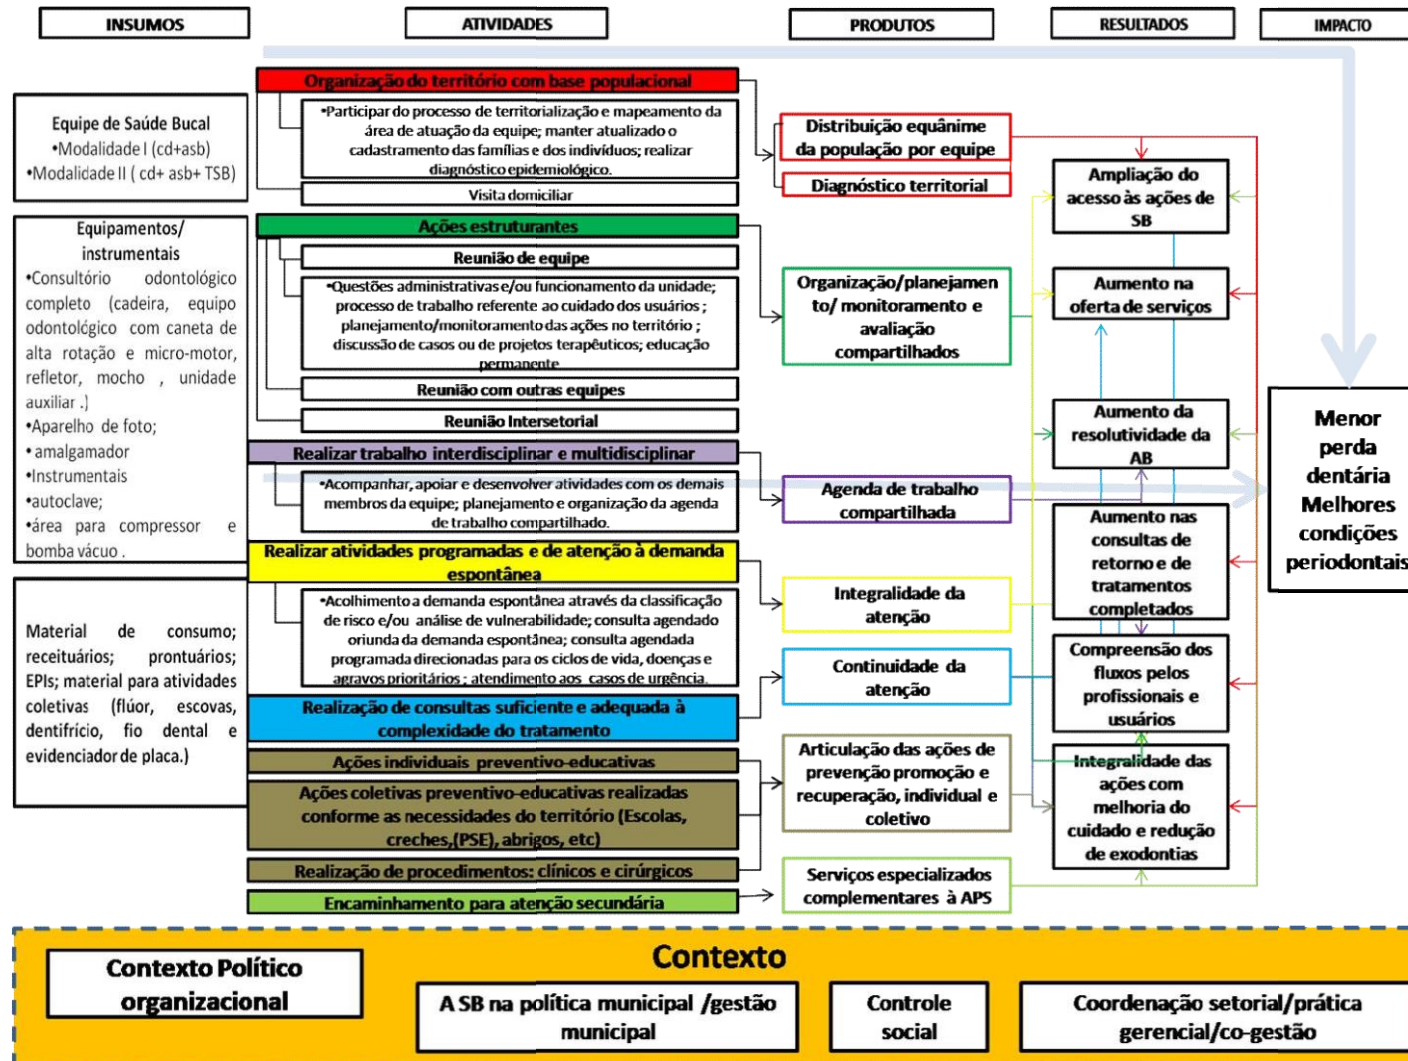 INSUMOS
ATIVIDADES
PRODUTOS
RESULTADOS
IMPACTO
Equipe de Saúde Bucal
•Modalidade I (cd+asb)
•Modalidade II ( cd+ asb+ TSB)
Equipamentos/
instrumentais
•Consultório odontológico
completo (cadeira, equipo
odontológico com caneta de
alta rotação e micro-motor,
refletor, mocho , unidade
auxiliar .)
•Aparelho de foto;
• amalgamador
•Instrumentais
•autoclave;
•área para compressor e
bomba vácuo .
Material de consumo;
receituários; prontuários;
EPIs; material para atividades
coletivas (flúor, escovas,
dentifrício, fio dental e
evidenciador de placa.)
Organização do território com base populacional
•Participar do processo de territorialização e mapeamento da
área de atuação da equipe; manter atualizado o
cadastramento das famílias e dos indivíduos; realizar
diagnóstico epidemiológico.
Visita domiciliar
Ações estruturantes
Reunião de equipe
•Questões administrativas e/ou funcionamento da unidade;
processo de trabalho referente ao cuidado dos usuários ;
planejamento/monitoramento das ações no território ;
discussão de casos ou de projetos terapêuticos; educação
permanente
Reunião com outras equipes
Reunião Intersetorial
Realizar trabalho interdisciplinar e multidisciplinar
•Acompanhar, apoiar e desenvolver atividades com os demais
membros da equipe; planejamento e organização da agenda
de trabalho compartilhado.
Realizar atividades programadas e de atenção à demanda
espontânea
•Acolhimento a demanda espontânea através da classificação
de risco e/ou análise de vulnerabilidade; consulta agendado
oriunda da demanda espontânea; consulta agendada
programada direcionadas para os ciclos de vida, doenças e
agravos prioritários ; atendimento aos casos de urgência.
Realização de consultas suficiente e adequada à
complexidade do tratamento
Ações individuais preventivo-educativas
Ações coletivas preventivo-educativas realizadas
conforme as necessidades do território (Escolas,
creches,(PSE), abrigos, etc)
Realização de procedimentos: clínicos e cirúrgicos
Encaminhamento para atenção secundária
Distribuição equânime
da população por equipe
Diagnóstico territorial
Organização/planejamen
to/ monitoramento e
avaliação
compartilhados
Agenda de trabalho
compartilhada
Integralidade da
atenção
Continuidade da
atenção
Articulação das ações de
prevenção promoção e
recuperação, individual e
coletivo
Serviços especializados
complementares à APS
Ampliação do
acesso às ações de
SB
Aumento na
oferta de serviços
Aumento da
resolutividade da
AB
Aumento nas
consultas de
retorno e de
tratamentos
completados
Compreensão dos
fluxos pelos
profissionais e
usuários
Integralidade das
ações com
melhoria do
cuidado e redução
de exodontias
Menor
perda
dentária
Melhores
condições
periodontais
Contexto
Contexto Político
organizacional
A SB na política municipal /gestão
municipal
Controle
social
Coordenação setorial/prática
gerencial/co-gestão